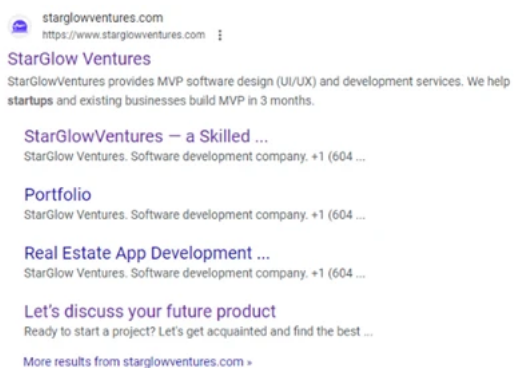 starglowventures.com
https://www.starglowventures.com
StarGlow Ventures
StarGlowVentures provides MVP software design (UI/UX) and development services. We help
startups and existing businesses build MVP in 3 months.
StarGlowVentures — a Skilled ...
StarGlow Ventures. Software development company. +1 (604 ...
Portfolio
StarGlow Ventures. Software development company. +1 (604 ...
Real Estate App Development ...
StarGlow Ventures. Software development company. +1 (604 ...
Let's discuss your future product
Ready to start a project? Let's get acquainted and find the best ...
More results from starglowventures.com »